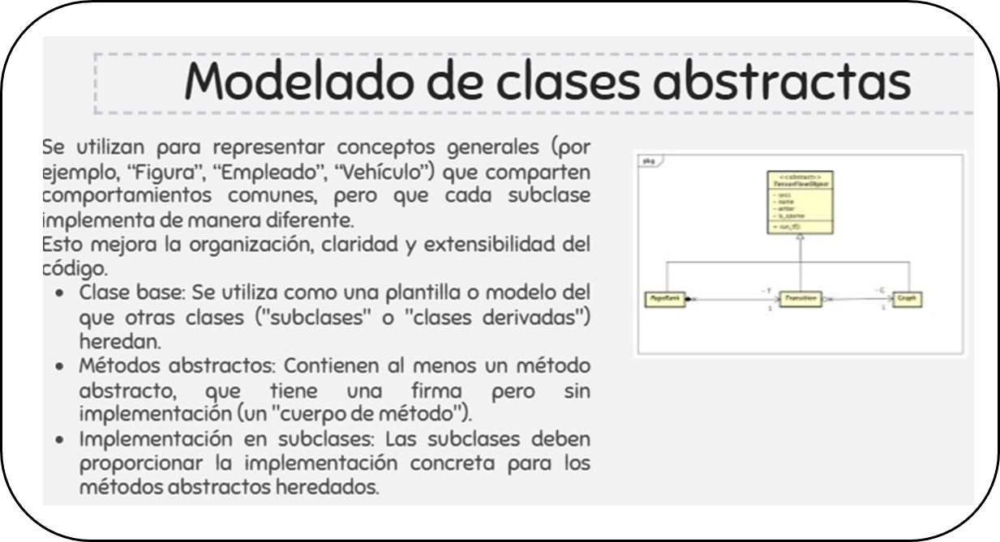 Modelado de clases abstractas
Se utilizan para representar conceptos generales (por
ejemplo, “Figura”, “Empleado”, “Vehículo”) que comparten
comportamientos comunes, pero que cada subclase
implementa de manera diferente.
Esto mejora la organización, claridad y extensibilidad del
código.
• Clase base: Se utiliza como una plantilla o modelo del
que otras clases ("subclases" o "clases derivadas")
heredan.
• Métodos abstractos: Contienen al menos un método
abstracto, que tiene una firma pero sin
implementación (un "cuerpo de método").
• Implementación en subclases: Las subclases deben
proporcionar la implementación concreta para los
métodos abstractos heredados.
pkg
<<abstract>>
TensorFlowObject
- sess
- name
- writer
- is_sparse
+ run_tf()
PageRank
- T
1
Transition
- G
1
Graph